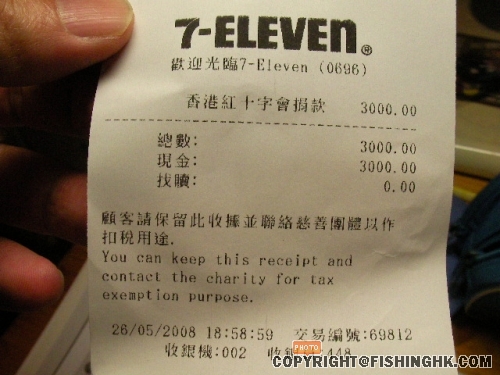 7-ELEVEN®
歡迎光臨7-Eleven (0696)
香港紅十字會捐款 3000.00
總數: 3000.00
現金: 3000.00
找贖: 0.00
顧客請保留此收據並聯絡慈善團體以作
扣稅用途.
You can keep this receipt and
contact the charity for tax
exemption purpose.
26/05/2008 18:58:59 交易編號:69812
收銀機:002 收銀 448
PHOTO
COPYRIGHT@FISHINGHK.COM